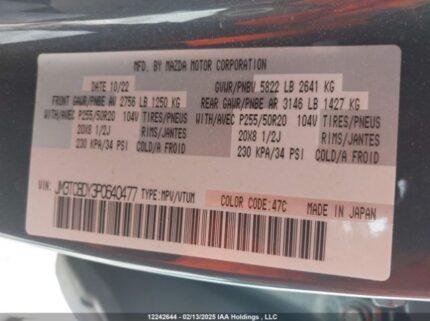 MFD. BY MAZDA MOTOR CORPORATION
DATE 10/22
GVWR/PNBV 5822 LB 2641 KG
FRONT GAWR/PNBE AV 2756 LB 1250 KG
REAR GAWR/PNBE AR 3146 LB 1427 KG
WITH/AVEC P255/50R20 104V TIRES/PNEUS
WITH/AVEC P255/50R20 104V TIRES/PNEUS
20X8 1/2J RIMS/JANTES
20X8 1/2J RIMS/JANTES
230 KPA/34 PSI COLD/A FROID
230 KPA/34 PSI COLD/A FROID
VIN: JM3TCBDY3P0640477 TYPE:MPV/VTUM
COLOR CODE:47C
MADE IN JAPAN
12242644 - 02/13/2025 IAA Holdings , LLC